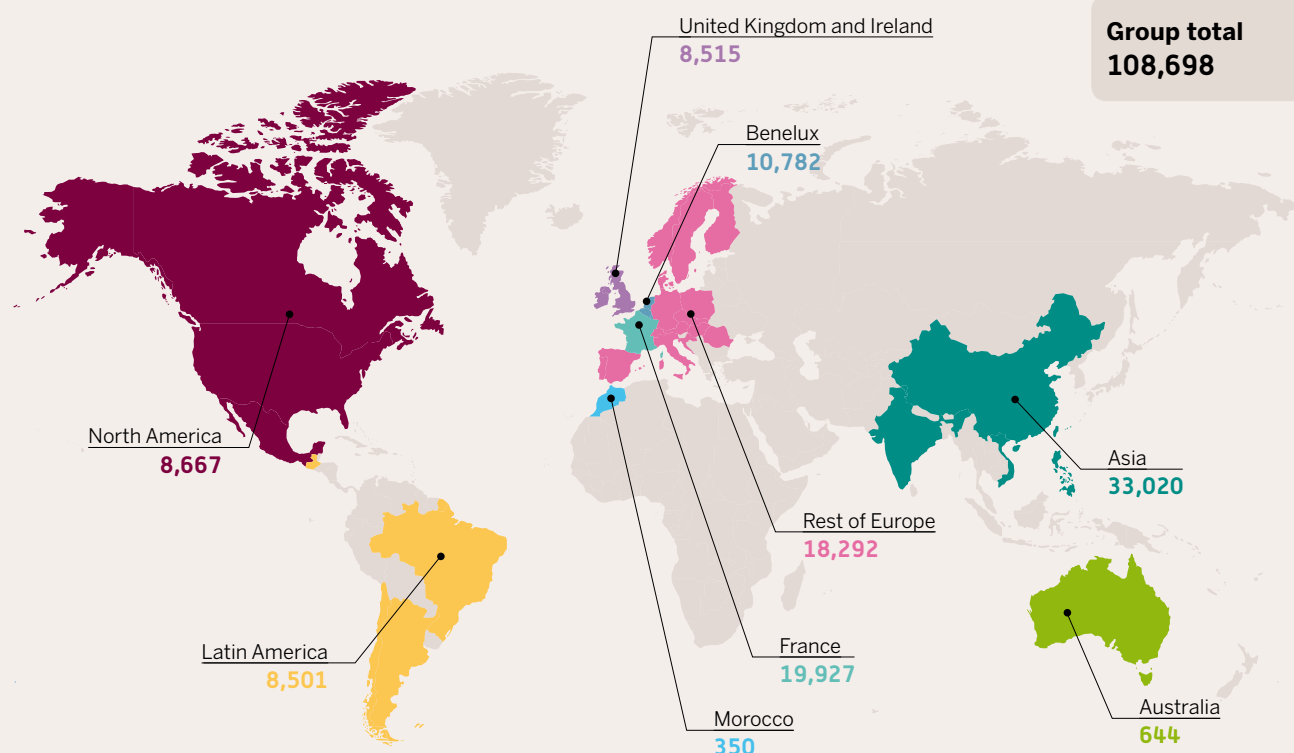 United Kingdom and Ireland
8,515
Group total
108,698
Benelux
10,782
North America
8,667
Asia
33,020
Rest of Europe
18,292
Latin America
8,501
France
19,927
Morocco
350
Australia
644